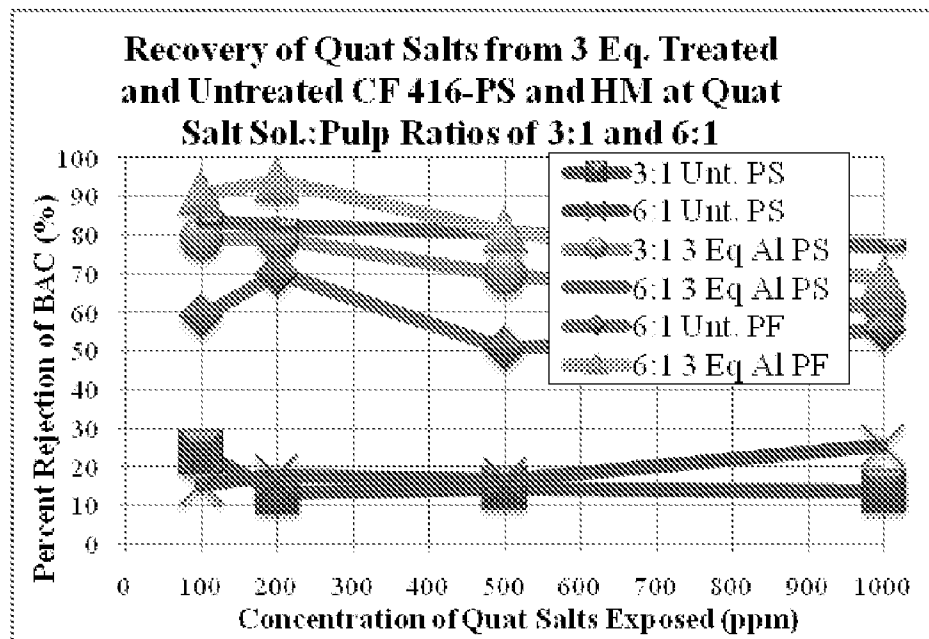 Recovery of Quat Salts from 3 Eq. Treated
and Untreated CF 416-PS and HM at Quat
Salt Sol.:Pulp Ratios of 3:1 and 6:1
Percent Rejection of BAC (%)
100
90
80
70
60
50
40
30
20
10
0
3:1 Unt. PS
6:1 Unt. PS
3:1 3 Eq Al PS
6:1 3 Eq Al PS
6:1 Unt. PF
6:1 3 Eq Al PF
0 100 200 300 400 500 600 700 800 900 1000
Concentration of Quat Salts Exposed (ppm)